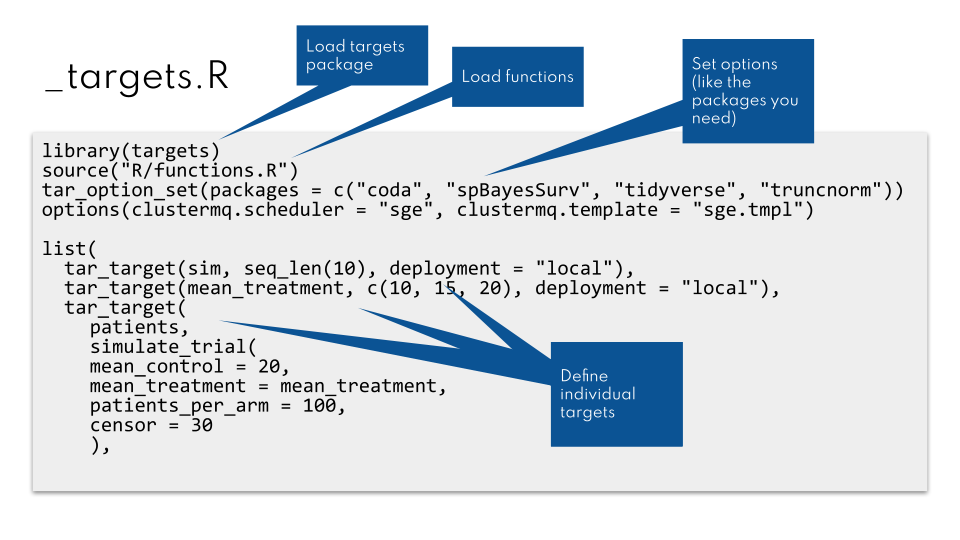 _targets.R
Load targets
package
Load functions
Set options
(like the
packages you
need)
library(targets)
source("R/functions.R")
tar_option_set(packages = c("coda", "spBayesSurv", "tidyverse", "truncnorm"))
options(clustermq.scheduler = "sge", clustermq.template = "sge.tmpl")
list(
  tar_target(sim, seq_len(10), deployment = "local"),
  tar_target(mean_treatment, c(10, 15, 20), deployment = "local"),
  tar_target(
    patients,
    simulate_trial(
    mean_control = 20,
    mean_treatment = mean_treatment,
    patients_per_arm = 100,
    censor = 30
    ),
Define
individual
targets